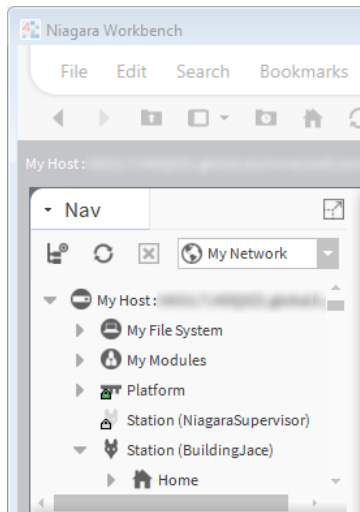 Niagara Workbench
File Edit Search Bookmarks
My Host :
Nav
My Network
My Host :
My File System
My Modules
Platform
Station (NiagaraSupervisor)
Station (BuildingJace)
Home